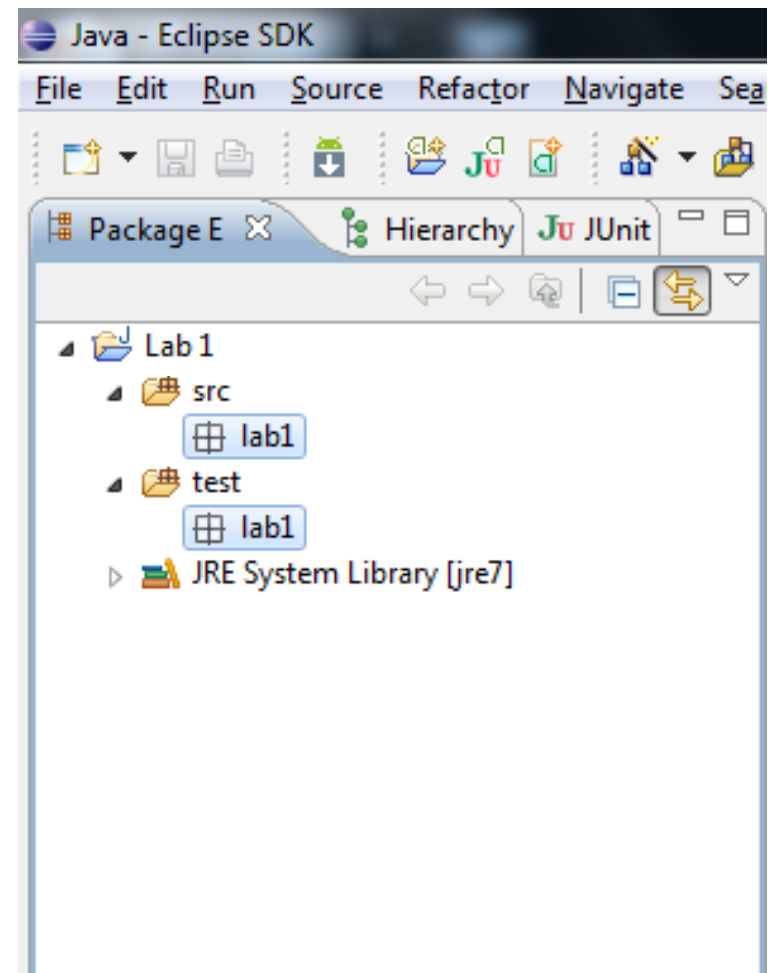 Java - Eclipse SDK
File Edit Run Source Refactor Navigate Sea
Package E Hierarchy Ju JUnit
Lab 1
src
lab1
test
lab1
JRE System Library [jre7]